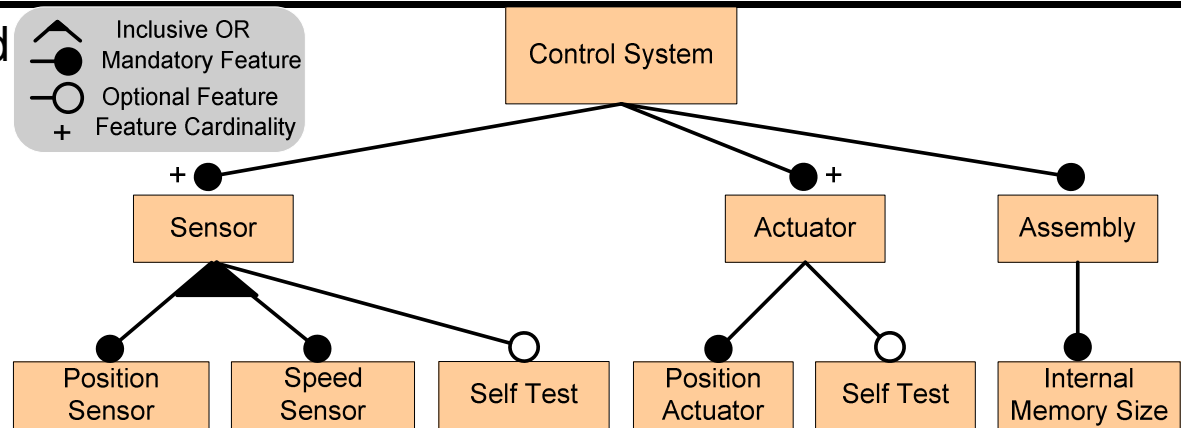 d
Inclusive OR
Mandatory Feature
Optional Feature
+ Feature Cardinality
Control System
+
+
Sensor
Actuator
Assembly
Position
Sensor
Speed
Sensor
Self Test
Position
Actuator
Self Test
Internal
Memory Size